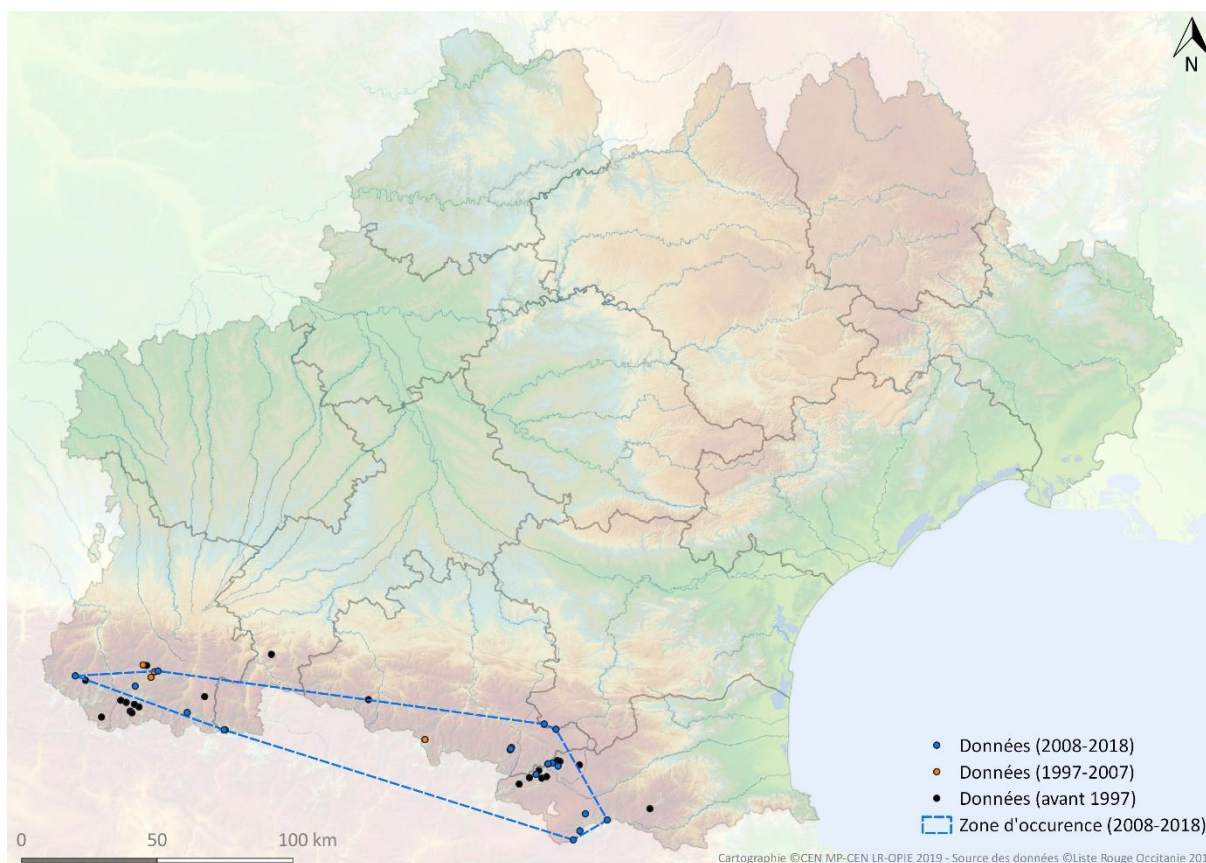 N
Données (2008-2018)
Données (1997-2007)
Données (avant 1997)
Zone d'occurence (2008-2018)
0 50 100 km
Cartographie ©CEN MP-CEN LR-OPIE 2019 - Source des données ©Liste Rouge Occitanie 201